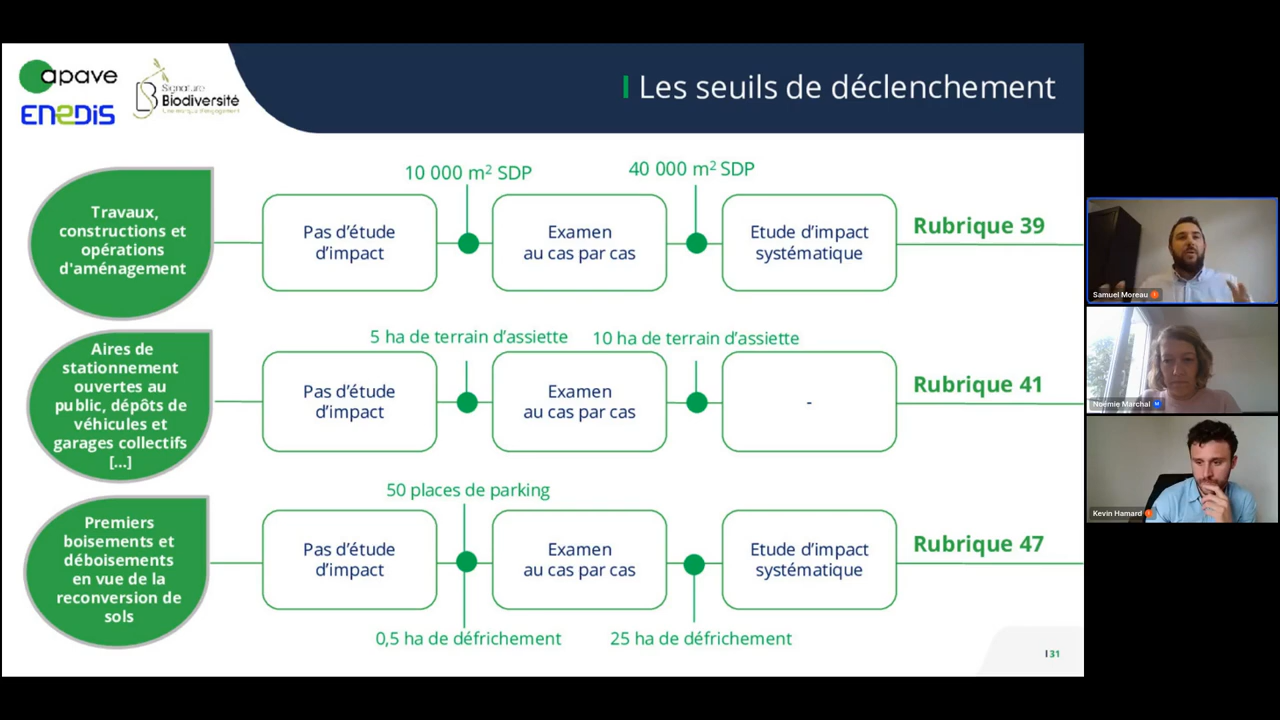 apave
ENEDIS
Signature
Biodiversité
Les seuils de déclenchement
10 000 m² SDP
40 000 m² SDP
Travaux,
constructions et
opérations
d'aménagement
Pas d’étude
d’impact
Examen
au cas par cas
Etude d’impact
systématique
Rubrique 39
5 ha de terrain d’assiette
10 ha de terrain d’assiette
Aires de
stationnement
ouvertes au
public, dépôts de
véhicules et
garages collectifs
[...]
Pas d’étude
d’impact
Examen
au cas par cas
-
Rubrique 41
50 places de parking
Premiers
boisements et
déboisements
en vue de la
reconversion de
sols
Pas d’étude
d’impact
Examen
au cas par cas
Etude d’impact
systématique
Rubrique 47
0,5 ha de défrichement
25 ha de défrichement
31
Samuel Moreau
Noémie Marchal
Kevin Hamard